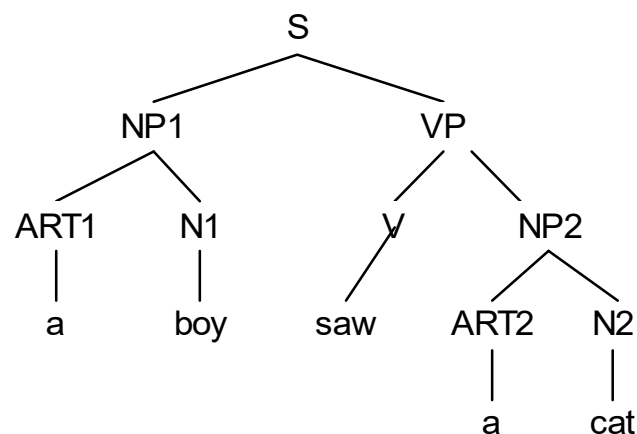 S
NP1 VP
ART1 N1 V NP2
a boy saw ART2 N2
a cat